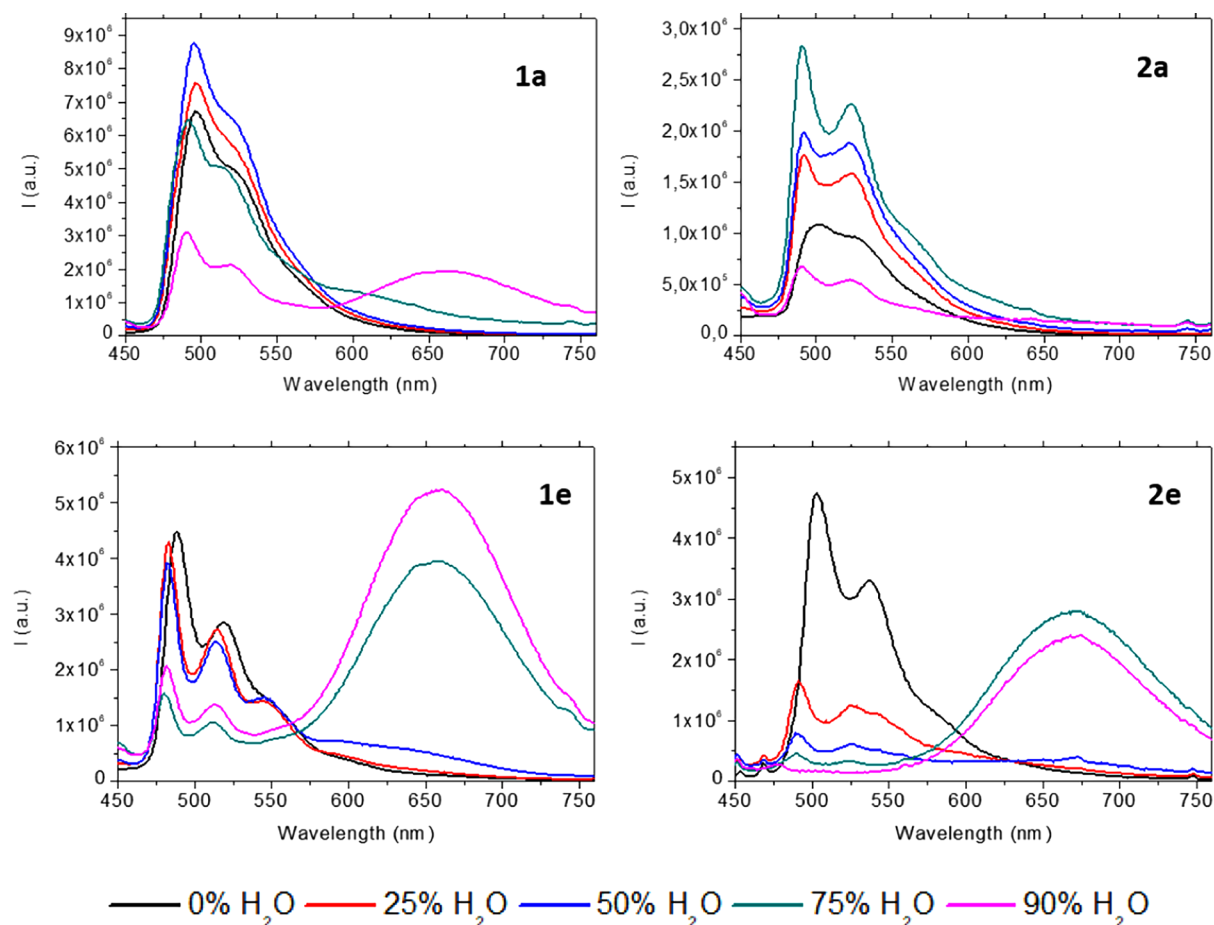 9x10⁶
8x10⁶
7x10⁶
6x10⁶
5x10⁶
4x10⁶
3x10⁶
2x10⁶
1x10⁶
0
I (a.u.)
1a
450 500 550 600 650 700 750
Wavelength (nm)
3,0x10⁶
2,5x10⁶
2,0x10⁶
1,5x10⁶
1,0x10⁶
5,0x10⁵
0,0
I (a.u.)
2a
450 500 550 600 650 700 750
Wavelength (nm)
6x10⁶
5x10⁶
4x10⁶
3x10⁶
2x10⁶
1x10⁶
0
I (a.u.)
1e
450 500 550 600 650 700 750
Wavelength (nm)
5x10⁶
4x10⁶
3x10⁶
2x10⁶
1x10⁶
0
I (a.u.)
2e
450 500 550 600 650 700 750
Wavelength (nm)
0% H₂O 25% H₂O 50% H₂O 75% H₂O 90% H₂O